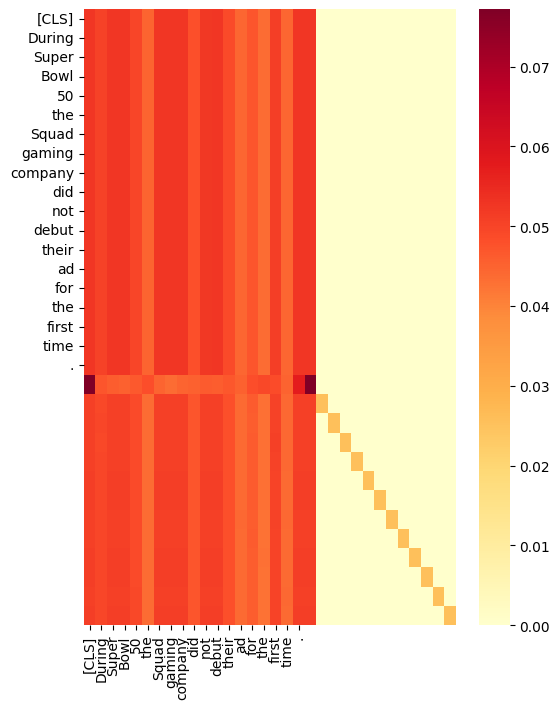 [CLS]
During
Super
Bowl
50
the
Squad
gaming
company
did
not
debut
their
ad
for
the
first
time
.
[CLS]
During
Super
Bowl
50
the
Squad
gaming
company
did
not
debut
their
ad
for
the
first
time
.
0.07
0.06
0.05
0.04
0.03
0.02
0.01
0.00